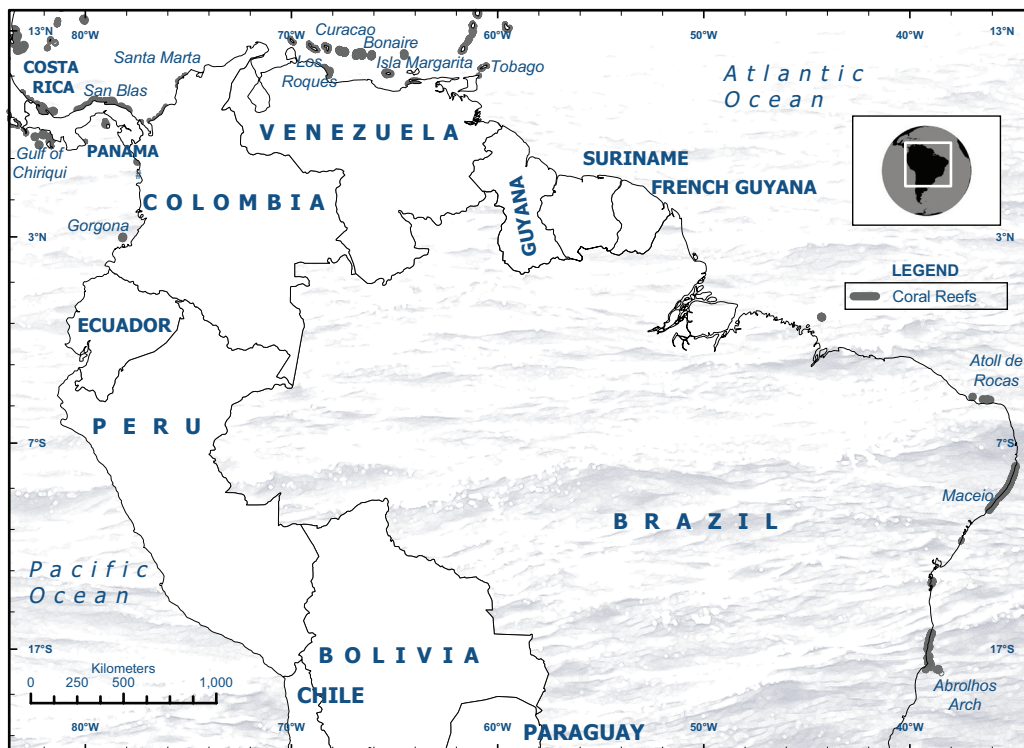 13°N
80°W
70°W
60°W
50°W
40°W
13°N
Curacao
Bonaire
Santa Marta
Los
Roques
Isla Margarita
Tobago
COSTA
RICA
San Blas
Atlantic
Ocean
VENEZUELA
Gulf of
Chiriqui
PANAMA
SURINAME
FRENCH GUYANA
COLOMBIA
GUYANA
Gorgona
3°N
3°N
LEGEND
Coral Reefs
ECUADOR
Atoll de
Rocas
PERU
7°S
7°S
Maceio
BRAZIL
Pacific
Ocean
17°S
BOLIVIA
Kilometers
0 250 500 1,000
CHILE
Abrolhos
Arch
PARAGUAY
80°W
70°W
60°W
50°W
40°W